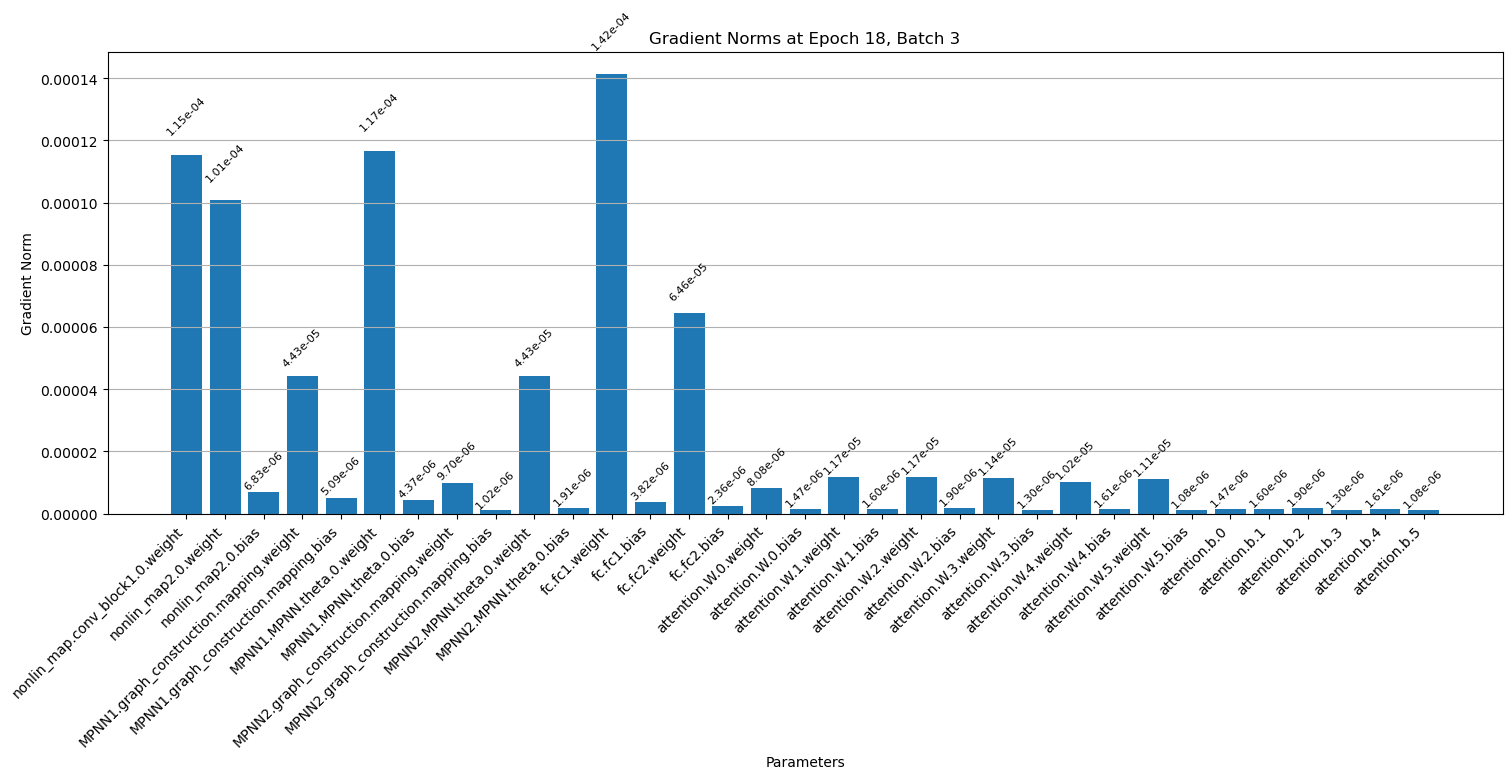 Gradient Norms at Epoch 18, Batch 3
Gradient Norm
0.00014
0.00012
0.00010
0.00008
0.00006
0.00004
0.00002
0.00000
1.15e-04
1.01e-04
6.83e-06
4.43e-05
5.09e-06
1.17e-04
4.37e-06
9.70e-06
1.02e-06
4.43e-05
1.91e-06
1.42e-04
3.82e-06
6.46e-05
2.36e-06
8.08e-06
1.47e-06
1.17e-05
1.60e-06
1.17e-05
1.90e-06
1.14e-05
1.30e-06
1.02e-05
1.61e-06
1.11e-05
1.08e-06
1.47e-06
1.60e-06
1.90e-06
1.30e-06
1.61e-06
1.08e-06
nonlin_map.conv_block1.0.weight
nonlin_map2.0.weight
nonlin_map2.0.bias
MPNN1.graph_construction.mapping.weight
MPNN1.graph_construction.mapping.bias
MPNN1.MPNN.theta.0.weight
MPNN1.MPNN.theta.0.bias
MPNN2.graph_construction.mapping.weight
MPNN2.graph_construction.mapping.bias
MPNN2.MPNN.theta.0.weight
MPNN2.MPNN.theta.0.bias
fc.fc1.weight
fc.fc1.bias
fc.fc2.weight
fc.fc2.bias
attention.W.0.weight
attention.W.0.bias
attention.W.1.weight
attention.W.1.bias
attention.W.2.weight
attention.W.2.bias
attention.W.3.weight
attention.W.3.bias
attention.W.4.weight
attention.W.4.bias
attention.W.5.weight
attention.W.5.bias
attention.b.0
attention.b.1
attention.b.2
attention.b.3
attention.b.4
attention.b.5
Parameters